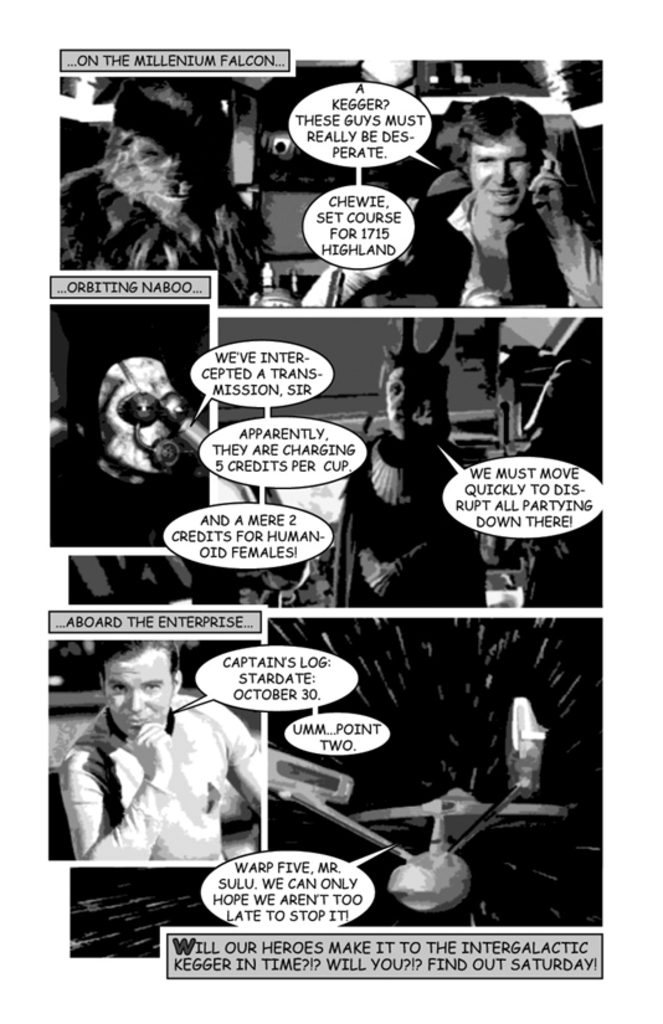 ...ON THE MILLENIUM FALCON...
A
KEGGER?
THESE GUYS MUST
REALLY BE DES-
PERATE.
CHEWIE,
SET COURSE
FOR 1715
HIGHLAND
...ORBITING NABOO...
WE'VE INTER-
CEPTED A TRANS-
MISSION, SIR
APPARENTLY,
THEY ARE CHARGING
5 CREDITS PER CUP.
AND A MERE 2
CREDITS FOR HUMAN-
OID FEMALES!
WE MUST MOVE
QUICKLY TO DIS-
RUPT ALL PARTYING
DOWN THERE!
...ABOARD THE ENTERPRISE...
CAPTAIN'S LOG:
STARDATE:
OCTOBER 30.
UMM...POINT
TWO.
WARP FIVE, MR.
SULU. WE CAN ONLY
HOPE WE AREN'T TOO
LATE TO STOP IT!
WILL OUR HEROES MAKE IT TO THE INTERGALACTIC
KEGGER IN TIME?!? WILL YOU?!? FIND OUT SATURDAY!